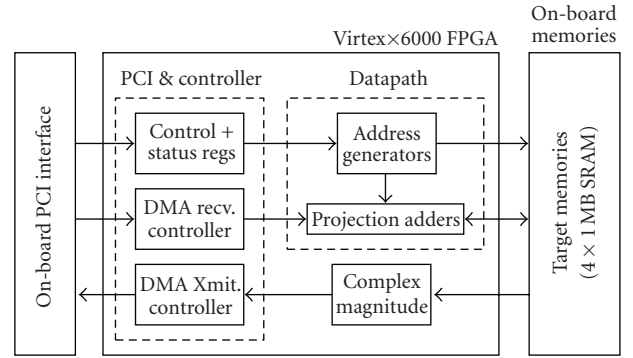 On-board
memories
Virtex×6000 FPGA
PCI & controller
Datapath
On-board PCI interface
Control +
status regs
Address
generators
DMA recv.
controller
Projection adders
DMA Xmit.
controller
Complex
magnitude
Target memories
(4 × 1 MB SRAM)